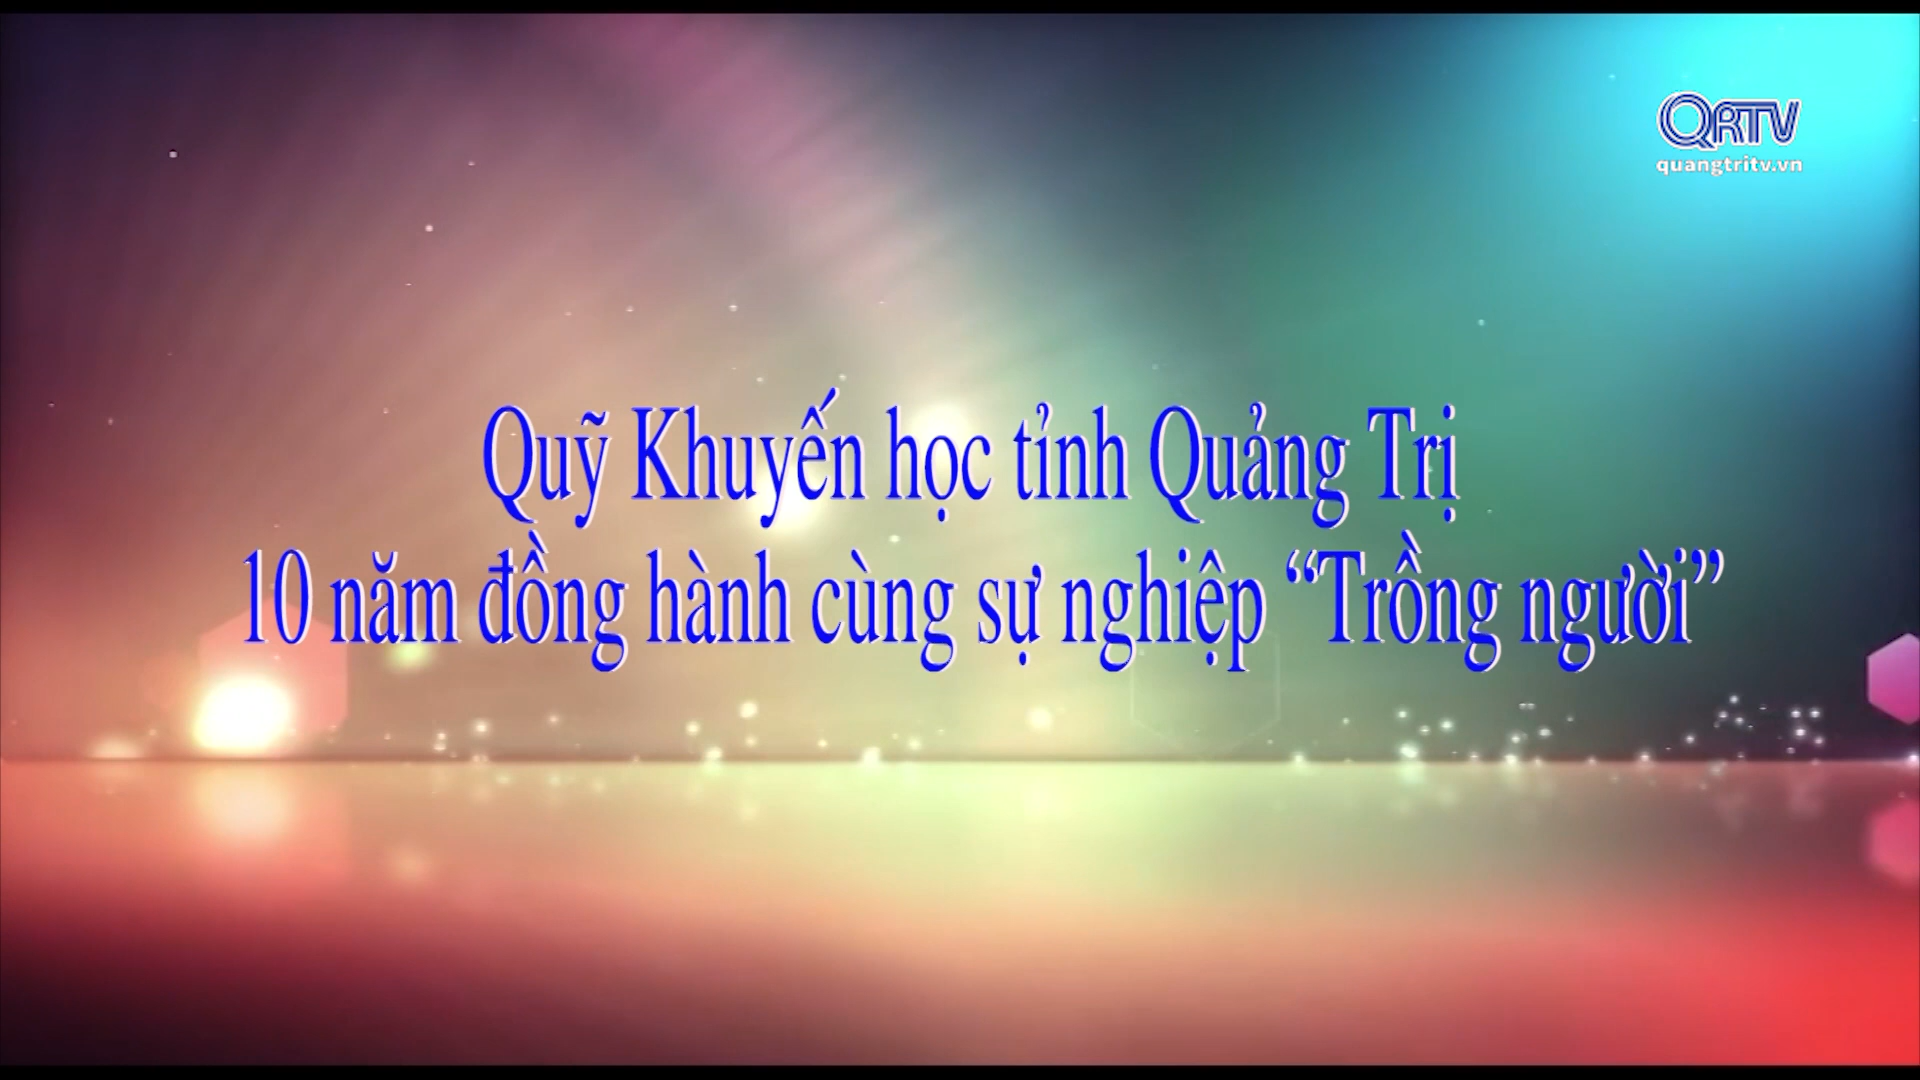 QRTV
quangtritv.vn
Quỹ Khuyến học tỉnh Quảng Trị
10 năm đồng hành cùng sự nghiệp “Trồng người”